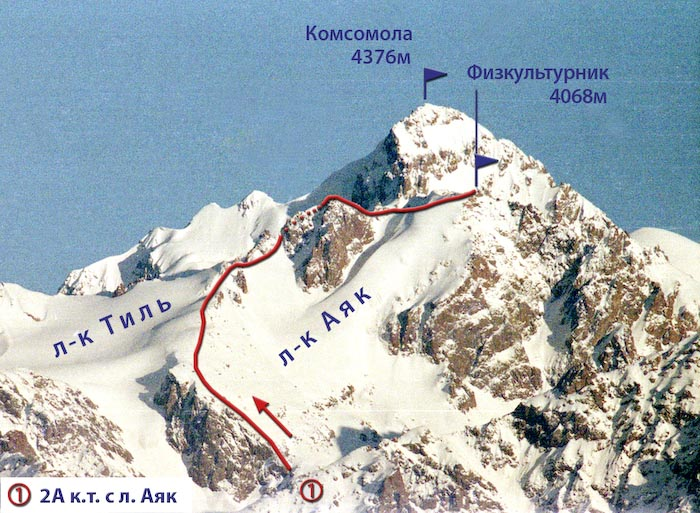 Комсомола
4376м
Физкультурник
4068м
л-к Тиль
л-к Аяк
1
1 2А к.т. с л. Аяк